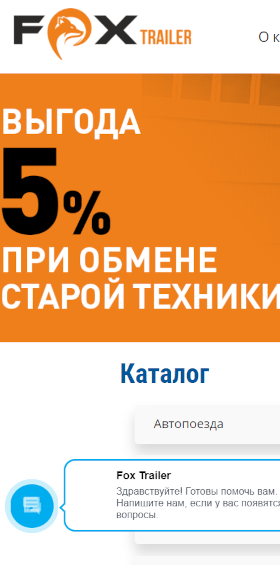 FOX TRAILER
О к
ВЫГОДА
5%
ПРИ ОБМЕНЕ
СТАРОЙ ТЕХНИКИ
Каталог
Автопоезда
Fox Trailer
Здравствуйте! Готовы помочь вам.
Напишите нам, если у вас появятся
вопросы.